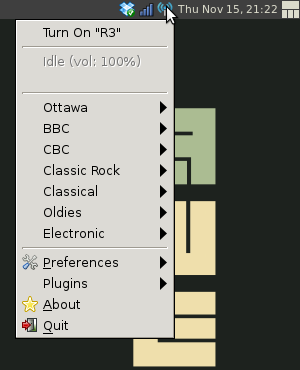 Thu Nov 15, 21:22
Turn On "R3"
Idle (vol: 100%)
Ottawa
BBC
CBC
Classic Rock
Classical
Oldies
Electronic
Preferences
Plugins
About
Quit